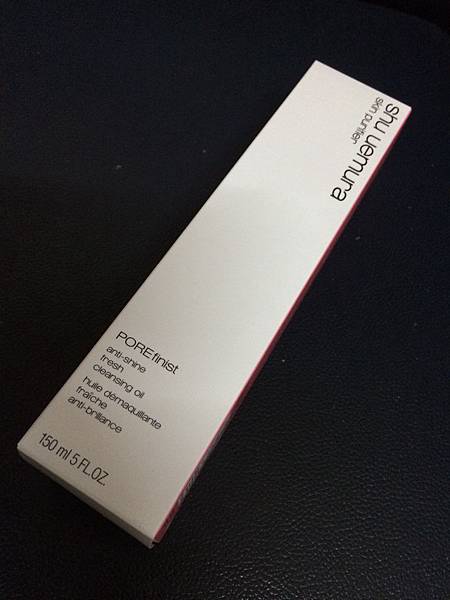 shu uemura
skin purifier
POREfinist
anti-shine
fresh
cleansing oil
huile démaquillante
fraîche
anti-brillance
150 ml 5 FL.OZ.